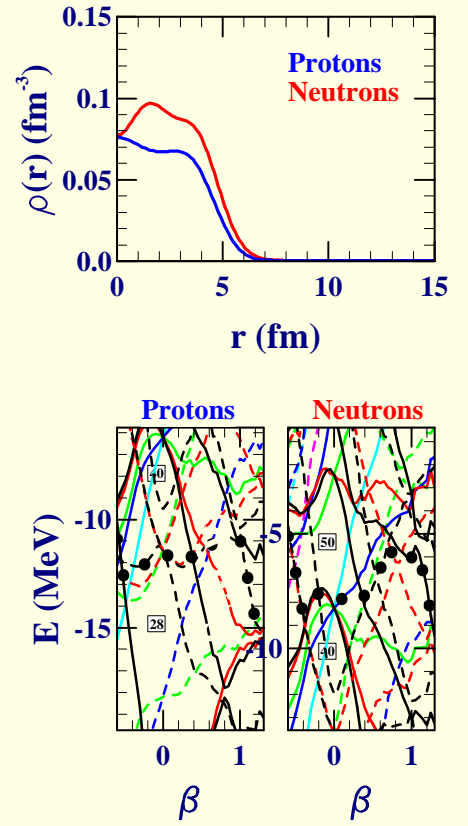 0.15
Protons
Neutrons
0.1
0.05
0.0
ρ(r) (fm⁻³)
0 5 10 15
r (fm)
Protons Neutrons
40
50
-5
-10
28
-15
40
-10
E (MeV)
0 1 0 1
β β